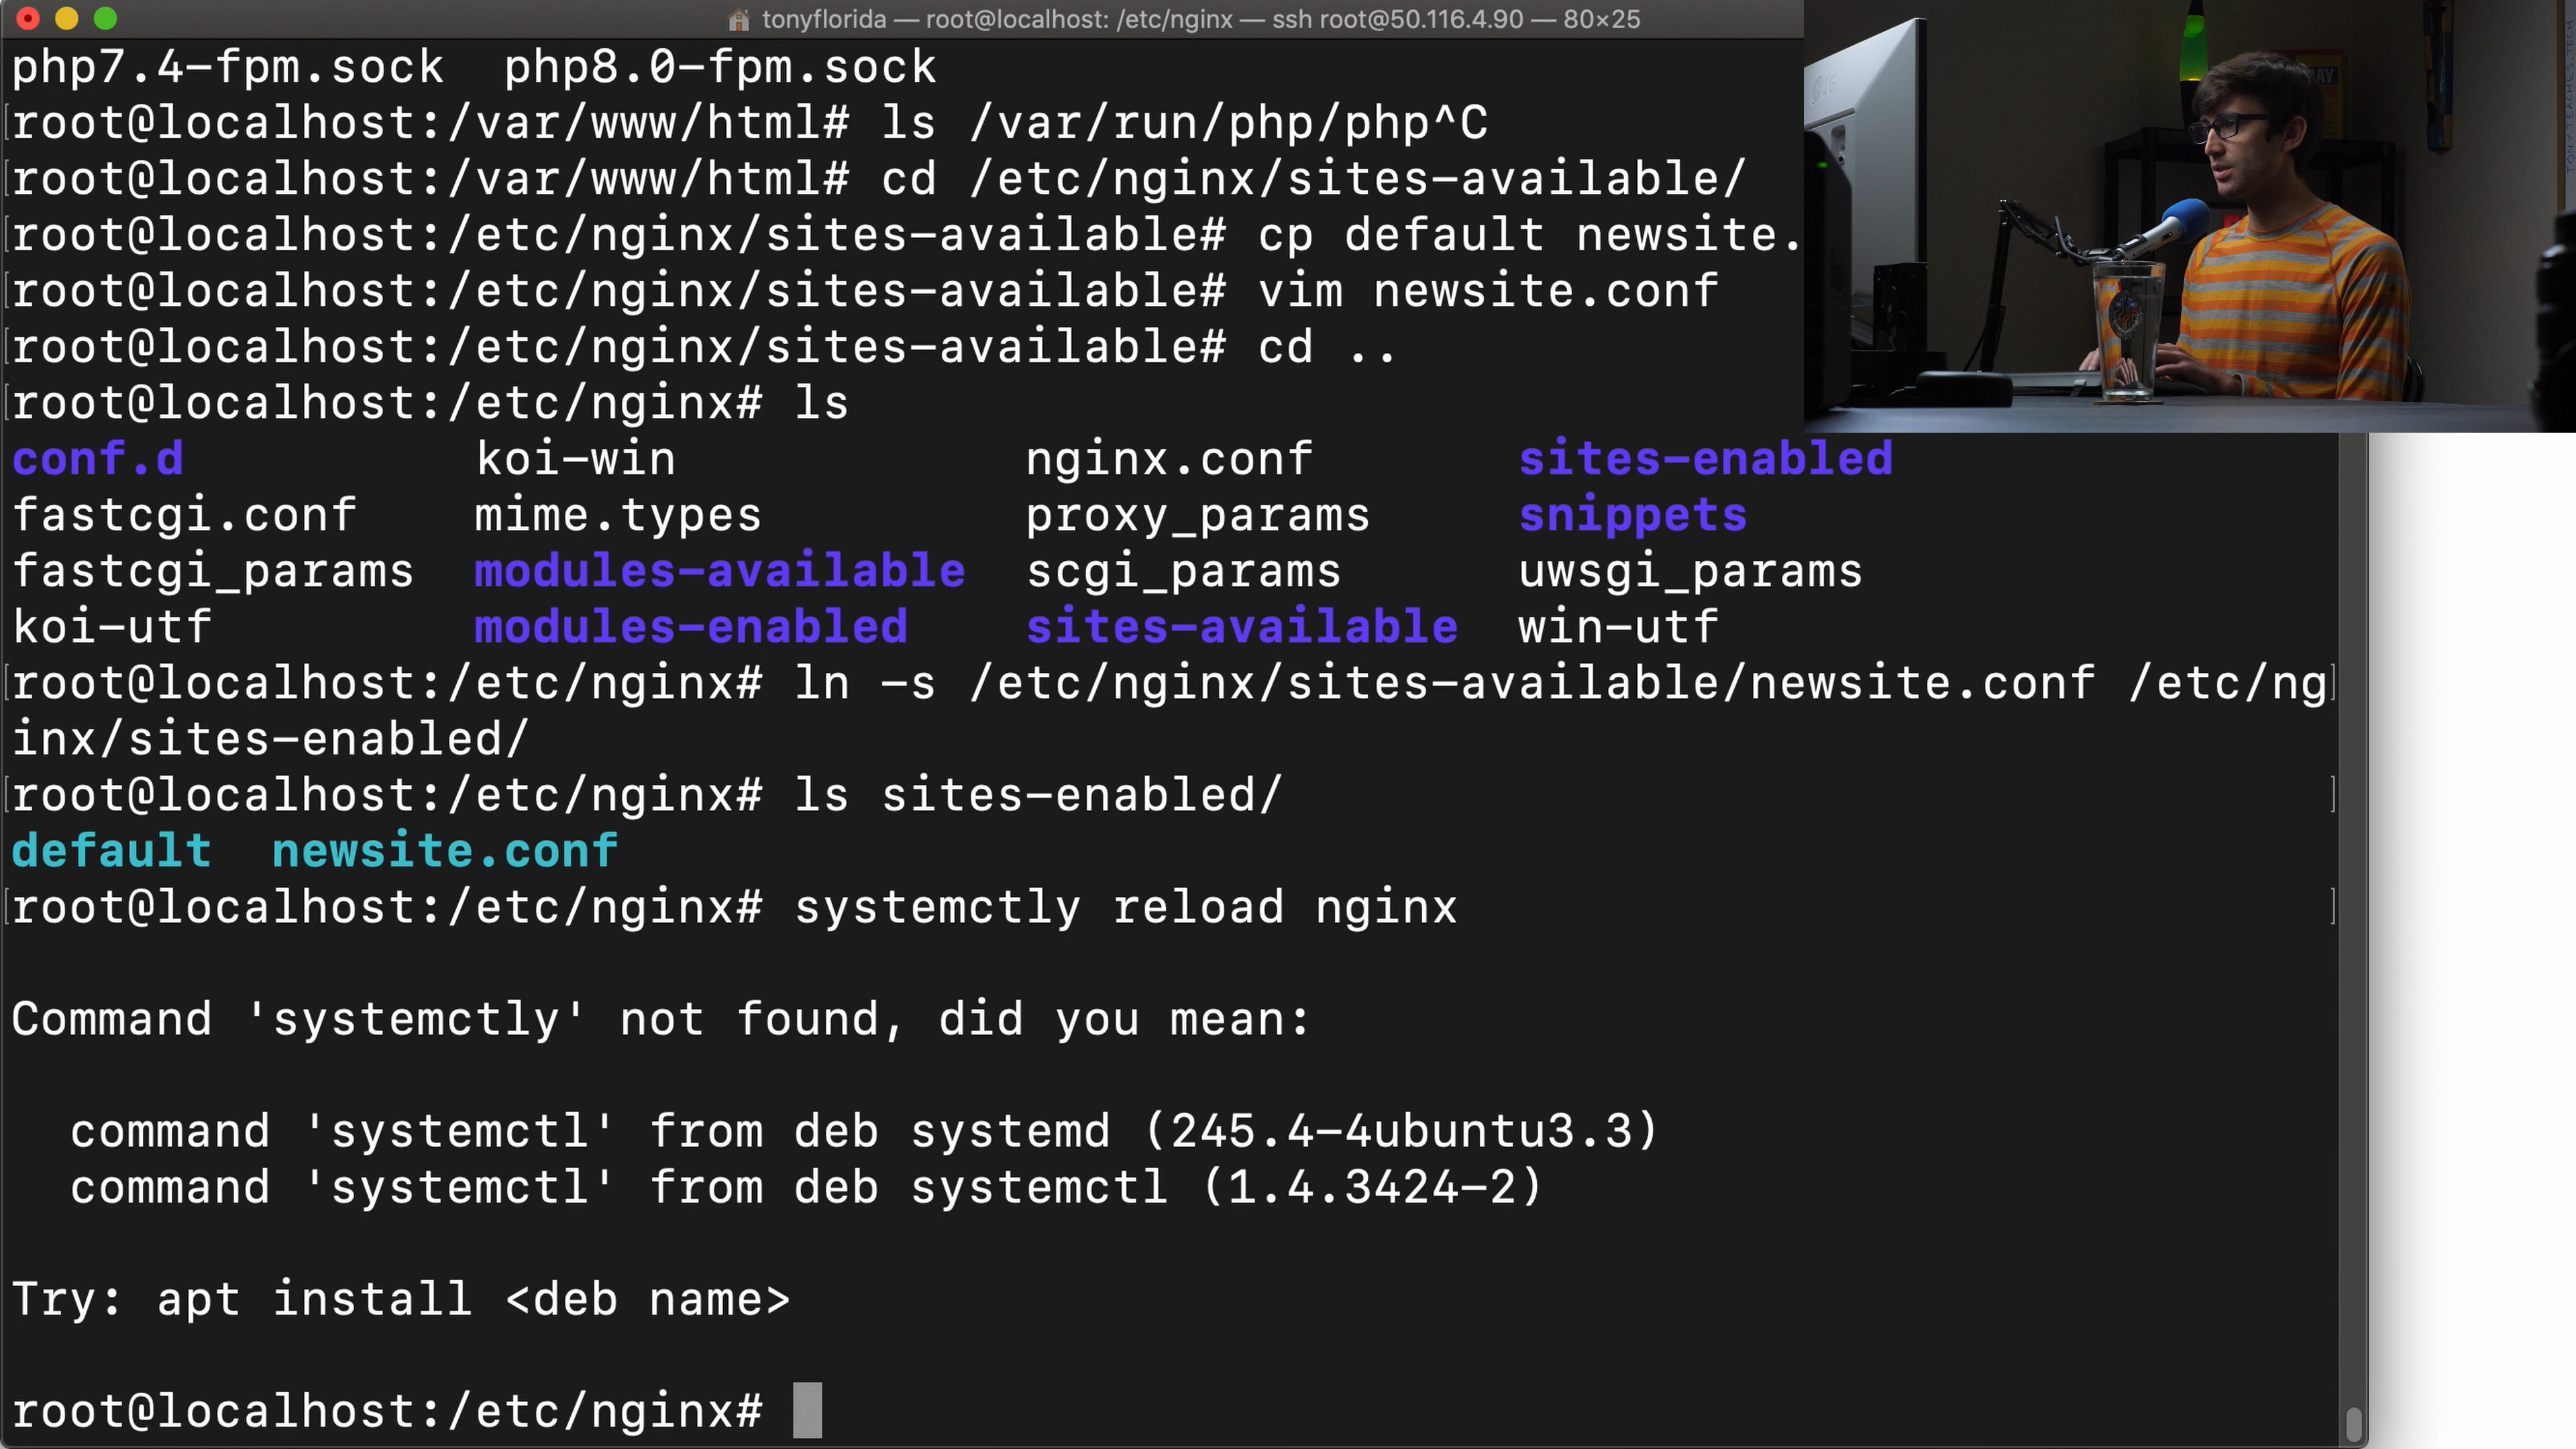 tonyflorida — root@localhost: /etc/nginx — ssh root@50.116.4.90 — 80×25
php7.4-fpm.sock  php8.0-fpm.sock
root@localhost:/var/www/html# ls /var/run/php/php^C
root@localhost:/var/www/html# cd /etc/nginx/sites-available/
root@localhost:/etc/nginx/sites-available# cp default newsite.
root@localhost:/etc/nginx/sites-available# vim newsite.conf
root@localhost:/etc/nginx/sites-available# cd ..
root@localhost:/etc/nginx# ls
conf.d          koi-win            nginx.conf       sites-enabled
fastcgi.conf    mime.types         proxy_params     snippets
fastcgi_params  modules-available  scgi_params      uwsgi_params
koi-utf         modules-enabled    sites-available  win-utf
root@localhost:/etc/nginx# ln -s /etc/nginx/sites-available/newsite.conf /etc/ng
inx/sites-enabled/
root@localhost:/etc/nginx# ls sites-enabled/
default  newsite.conf
root@localhost:/etc/nginx# systemctly reload nginx
Command 'systemctly' not found, did you mean:
  command 'systemctl' from deb systemd (245.4-4ubuntu3.3)
  command 'systemctl' from deb systemctl (1.4.3424-2)
Try: apt install <deb name>
root@localhost:/etc/nginx#
LG